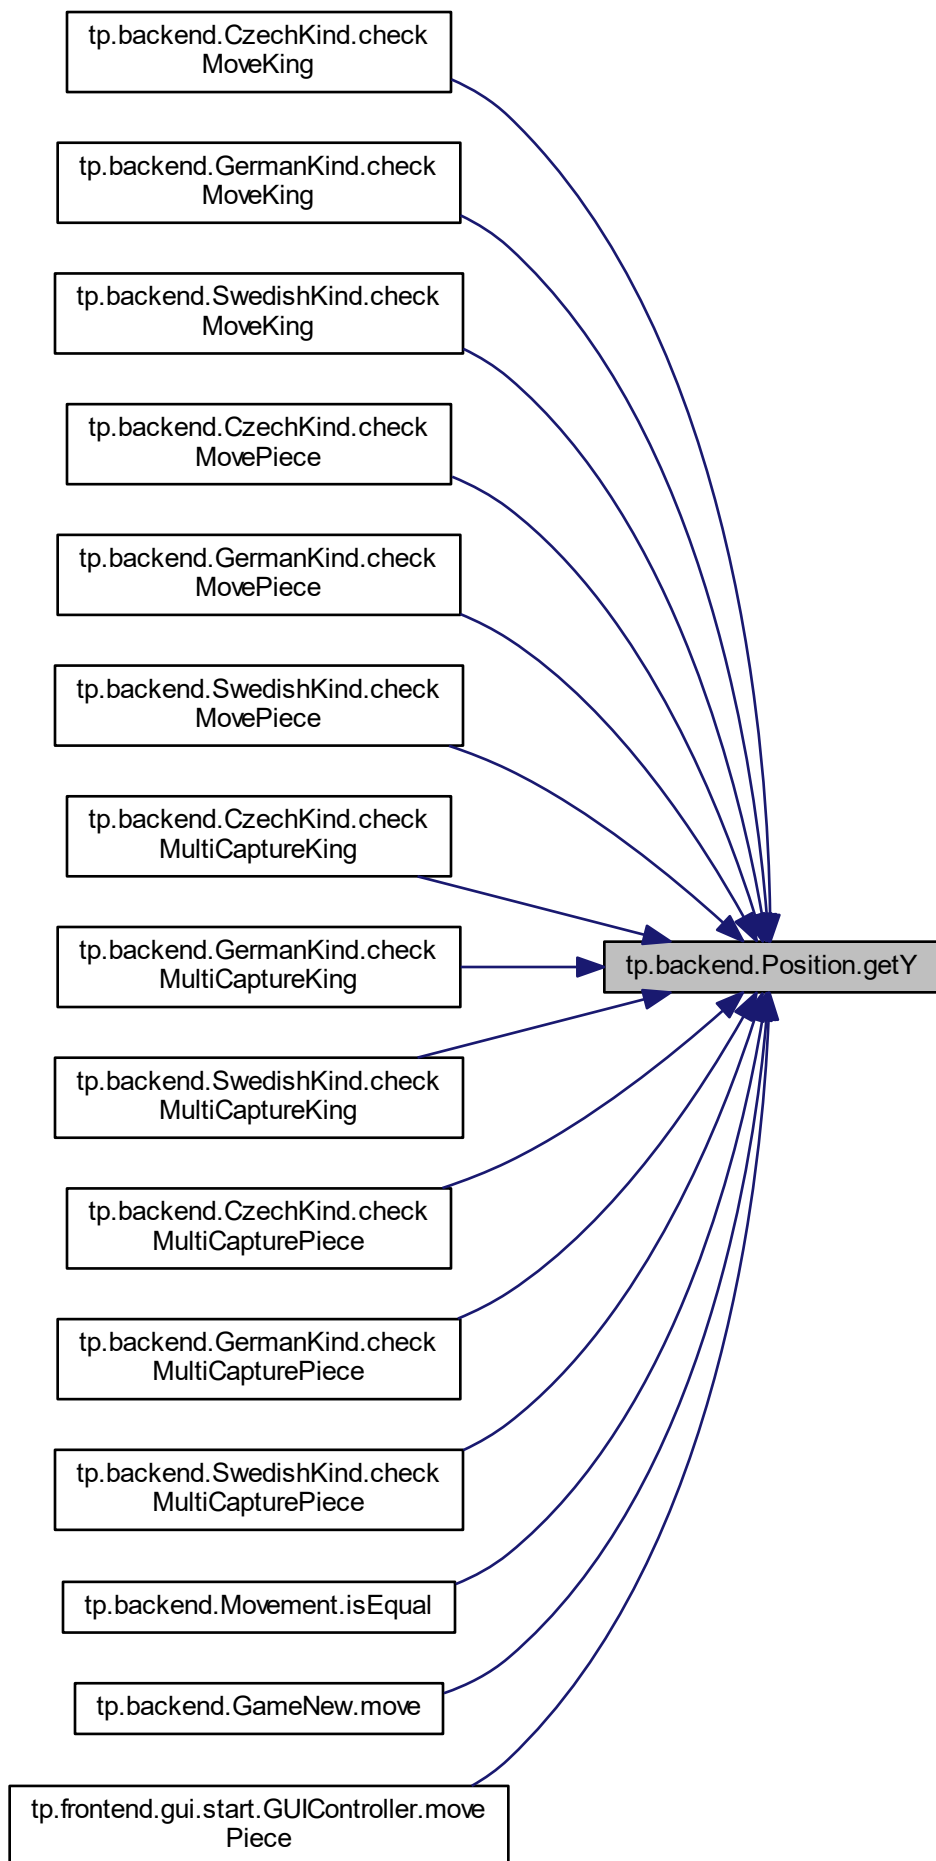 tp.backend.CzechKind.check
MoveKing
tp.backend.GermanKind.check
MoveKing
tp.backend.SwedishKind.check
MoveKing
tp.backend.CzechKind.check
MovePiece
tp.backend.GermanKind.check
MovePiece
tp.backend.SwedishKind.check
MovePiece
tp.backend.CzechKind.check
MultiCaptureKing
tp.backend.GermanKind.check
MultiCaptureKing
tp.backend.Position.getY
tp.backend.SwedishKind.check
MultiCaptureKing
tp.backend.CzechKind.check
MultiCapturePiece
tp.backend.GermanKind.check
MultiCapturePiece
tp.backend.SwedishKind.check
MultiCapturePiece
tp.backend.Movement.isEqual
tp.backend.GameNew.move
tp.frontend.gui.start.GUIController.move
Piece